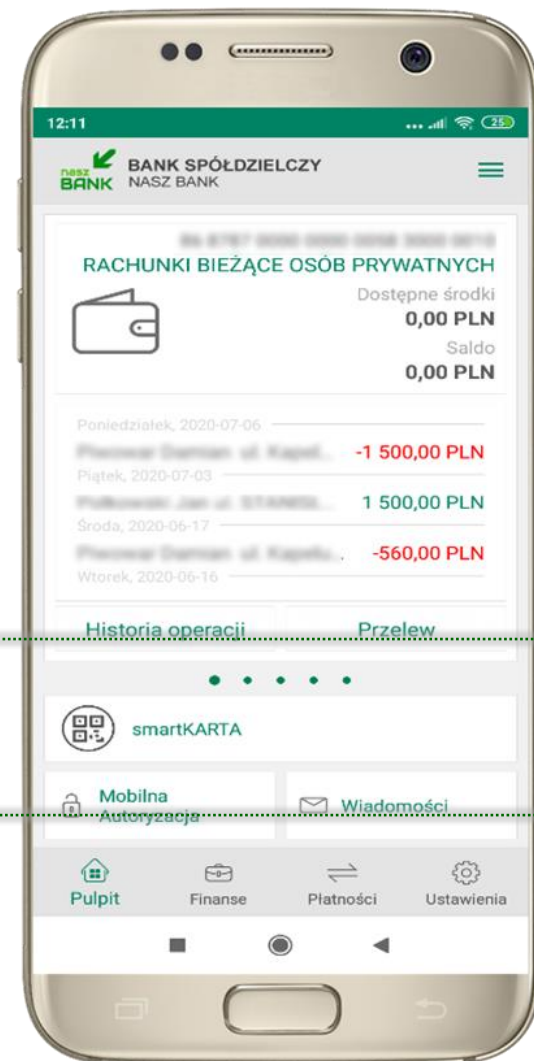 12:11
25
nasz BANK
BANK SPÓŁDZIELCZY
NASZ BANK
RACHUNKI BIEŻĄCE OSÓB PRYWATNYCH
Dostępne środki
0,00 PLN
Saldo
0,00 PLN
Poniedziałek, 2020-07-06
-1 500,00 PLN
Piątek, 2020-07-03
1 500,00 PLN
Środa, 2020-06-17
-560,00 PLN
Wtorek, 2020-06-16
Historia operacji Przelew
smartKARTA
Mobilna Autoryzacja
Wiadomości
Pulpit Finanse Płatności Ustawienia